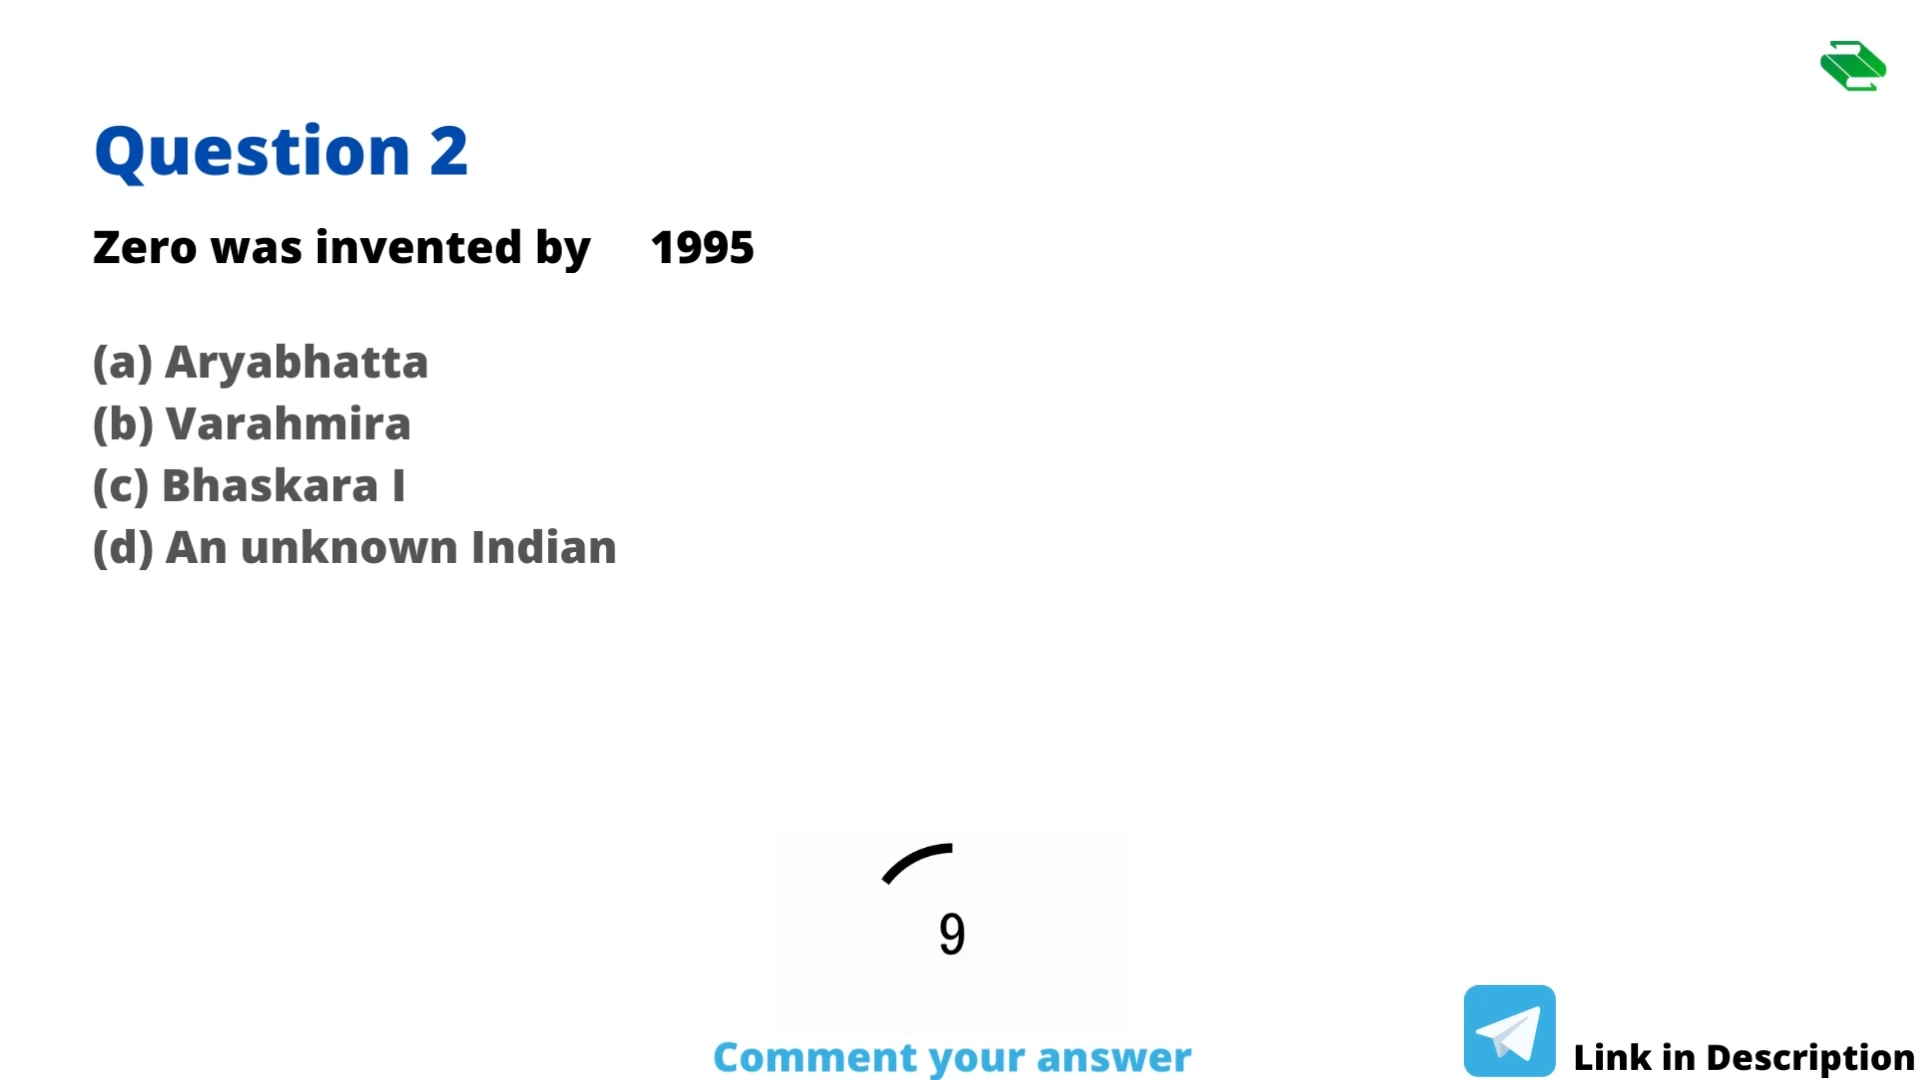 Question 2
Zero was invented by 1995
(a) Aryabhatta
(b) Varahmira
(c) Bhaskara I
(d) An unknown Indian
9
Comment your answer
Link in Description